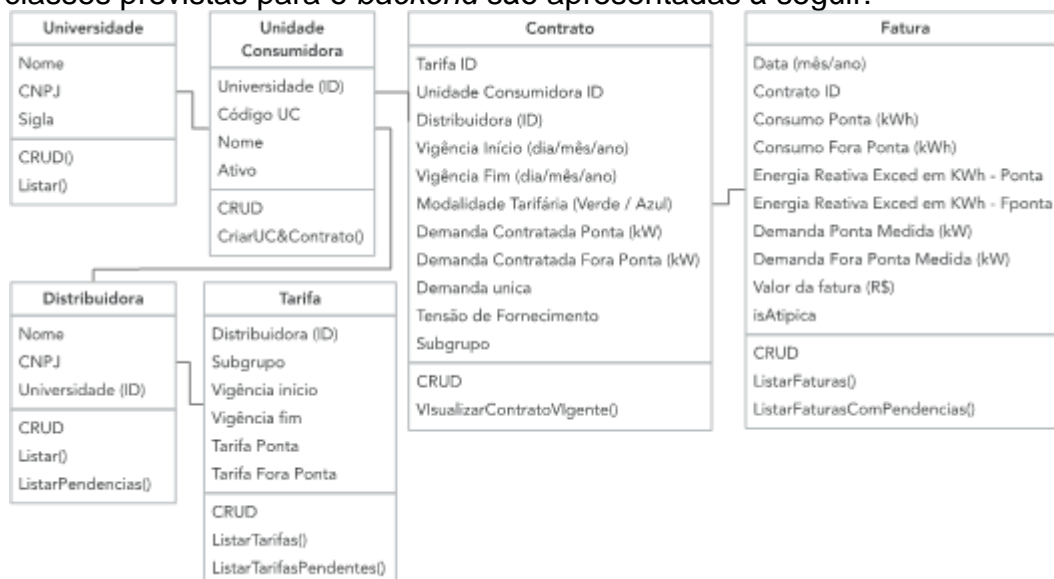 classes previstas para o backend são apresentadas a seguir.
Universidade
Nome
CNPJ
Sigla
CRUD()
Listar()
Unidade
Consumidora
Universidade (ID)
Código UC
Nome
Ativo
CRUD
CriarUC&Contrato()
Contrato
Tarifa ID
Unidade Consumidora ID
Distribuidora (ID)
Vigência Início (dia/mês/ano)
Vigência Fim (dia/mês/ano)
Modalidade Tarifária (Verde / Azul)
Demanda Contratada Ponta (kW)
Demanda Contratada Fora Ponta (kW)
Demanda unica
Tensão de Fornecimento
Subgrupo
CRUD
VIsualizarContratoVIgente()
Fatura
Data (mês/ano)
Contrato ID
Consumo Ponta (kWh)
Consumo Fora Ponta (kWh)
Energia Reativa Exced em KWh - Ponta
Energia Reativa Exced em KWh - Fponta
Demanda Ponta Medida (kW)
Demanda Fora Ponta Medida (kW)
Valor da fatura (R$)
isAtipica
CRUD
ListarFaturas()
ListarFaturasComPendencias()
Distribuidora
Nome
CNPJ
Universidade (ID)
CRUD
Listar()
ListarPendencias()
Tarifa
Distribuidora (ID)
Subgrupo
Vigência inicio
Vigência fim
Tarifa Ponta
Tarifa Fora Ponta
CRUD
ListarTarifas()
ListarTarifasPendentes()